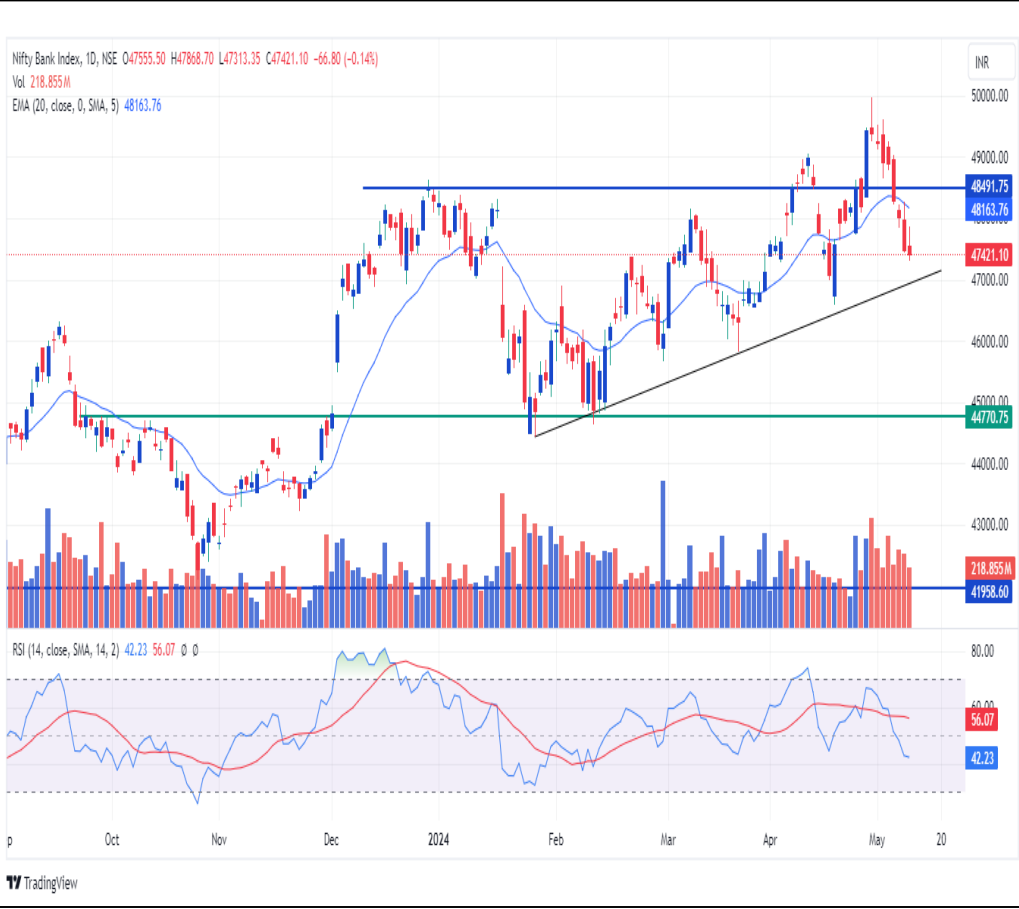 Nifty Bank Index, 1D, NSE O47555.50 H47868.70 L47313.35 C47421.10 −66.80 (−0.14%)
INR
Vol 218.855M
EMA (20, close, 0, SMA, 5) 48163.76
50000.00
49000.00
48491.75
48163.76
47421.10
47000.00
46000.00
45000.00
44770.75
44000.00
43000.00
218.855M
41958.60
RSI (14, close, SMA, 14, 2) 42.23 56.07 Ø Ø
80.00
60.00
56.07
42.23
p Oct Nov Dec 2024 Feb Mar Apr May 20
TradingView